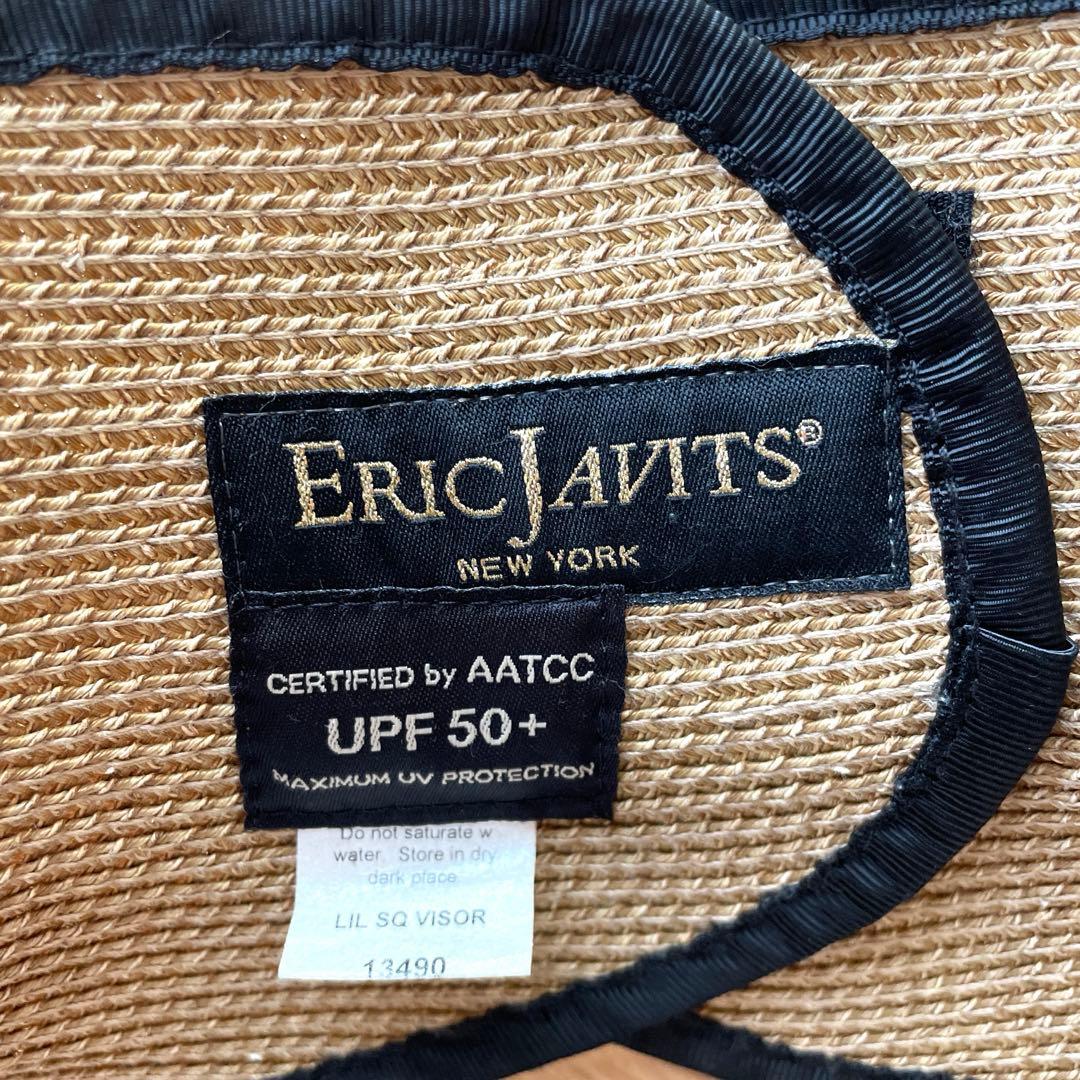 ERIC JAVITS®
NEW YORK
CERTIFIED by AATCC
UPF 50+
MAXIMUM UV PROTECTION
Do not saturate w
water. Store in dry
dark place
LIL SQ VISOR
13490